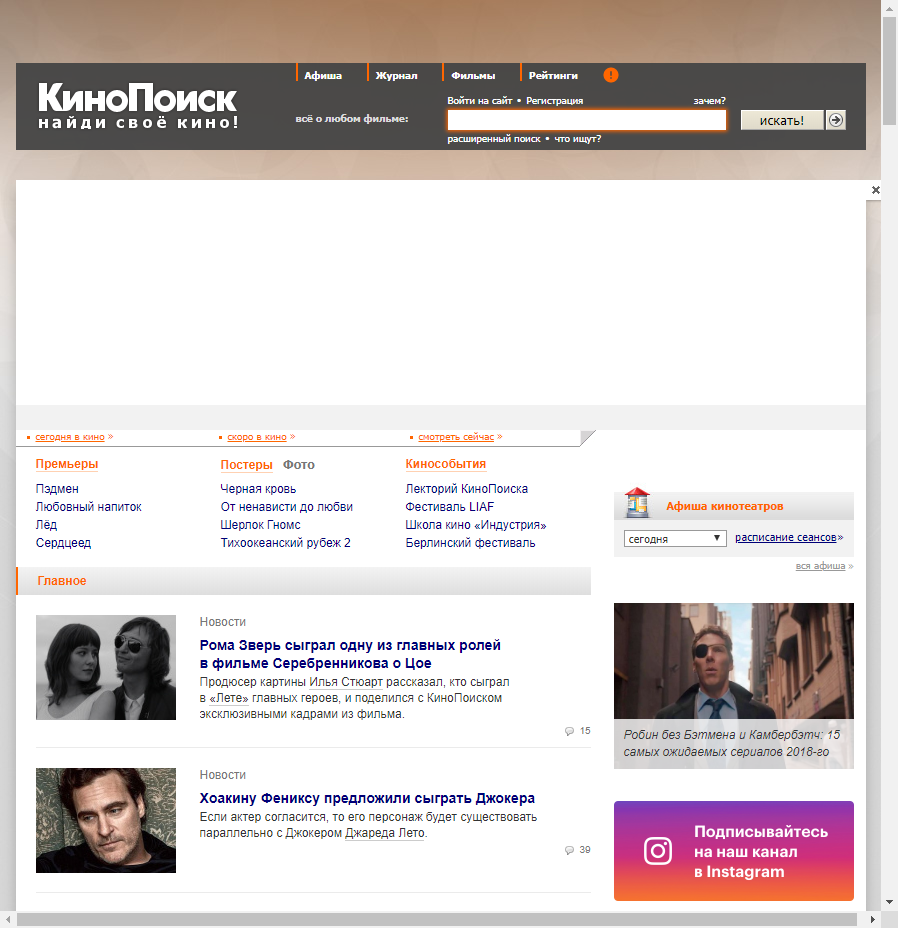 Афиша
Журнал
Фильмы
Рейтинги
!
КиноПоиск
найди своё кино!
Войти на сайт • Регистрация
зачем?
всё о любом фильме:
искать!
расширенный поиск • что ищут?
сегодня в кино »
скоро в кино »
смотреть сейчас »
Премьеры
Пэдмен
Любовный напиток
Лёд
Сердцеед
Постеры Фото
Черная кровь
От ненависти до любви
Шерлок Гномс
Тихоокеанский рубеж 2
Кинособытия
Лекторий КиноПоиска
Фестиваль LIAF
Школа кино «Индустрия»
Берлинский фестиваль
Афиша кинотеатров
сегодня
расписание сеансов»
вся афиша »
Главное
Новости
Рома Зверь сыграл одну из главных ролей
в фильме Серебренникова о Цое
Продюсер картины Илья Стюарт рассказал, кто сыграл
в «Лете» главных героев, и поделился с КиноПоиском
эксклюзивными кадрами из фильма.
15
Новости
Хоакину Фениксу предложили сыграть Джокера
Если актер согласится, то его персонаж будет существовать
параллельно с Джокером Джареда Лето.
39
Робин без Бэтмена и Камбербэтч: 15
самых ожидаемых сериалов 2018-го
Подписывайтесь
на наш канал
в Instagram